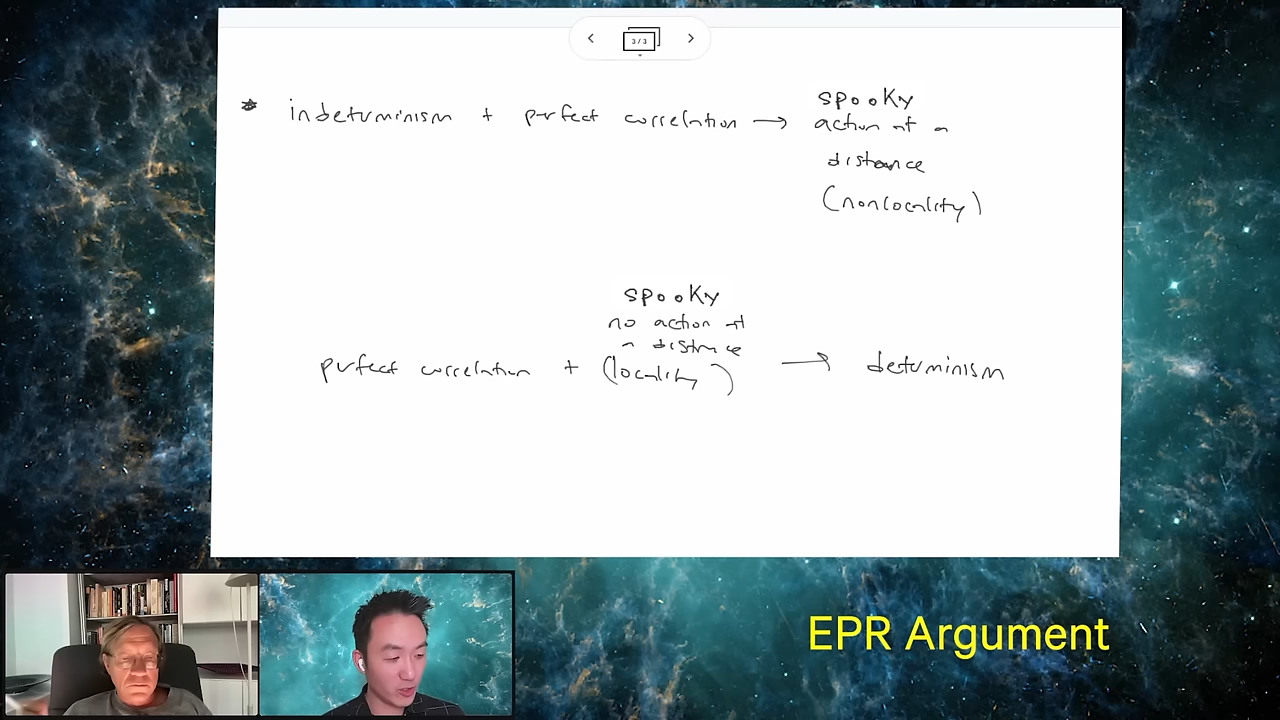 3/3
* indeterminism + perfect correlation → spooky
action at a
distance
(nonlocality)
spooky
no action at
a distance
perfect correlation + (locality) → determinism
EPR Argument